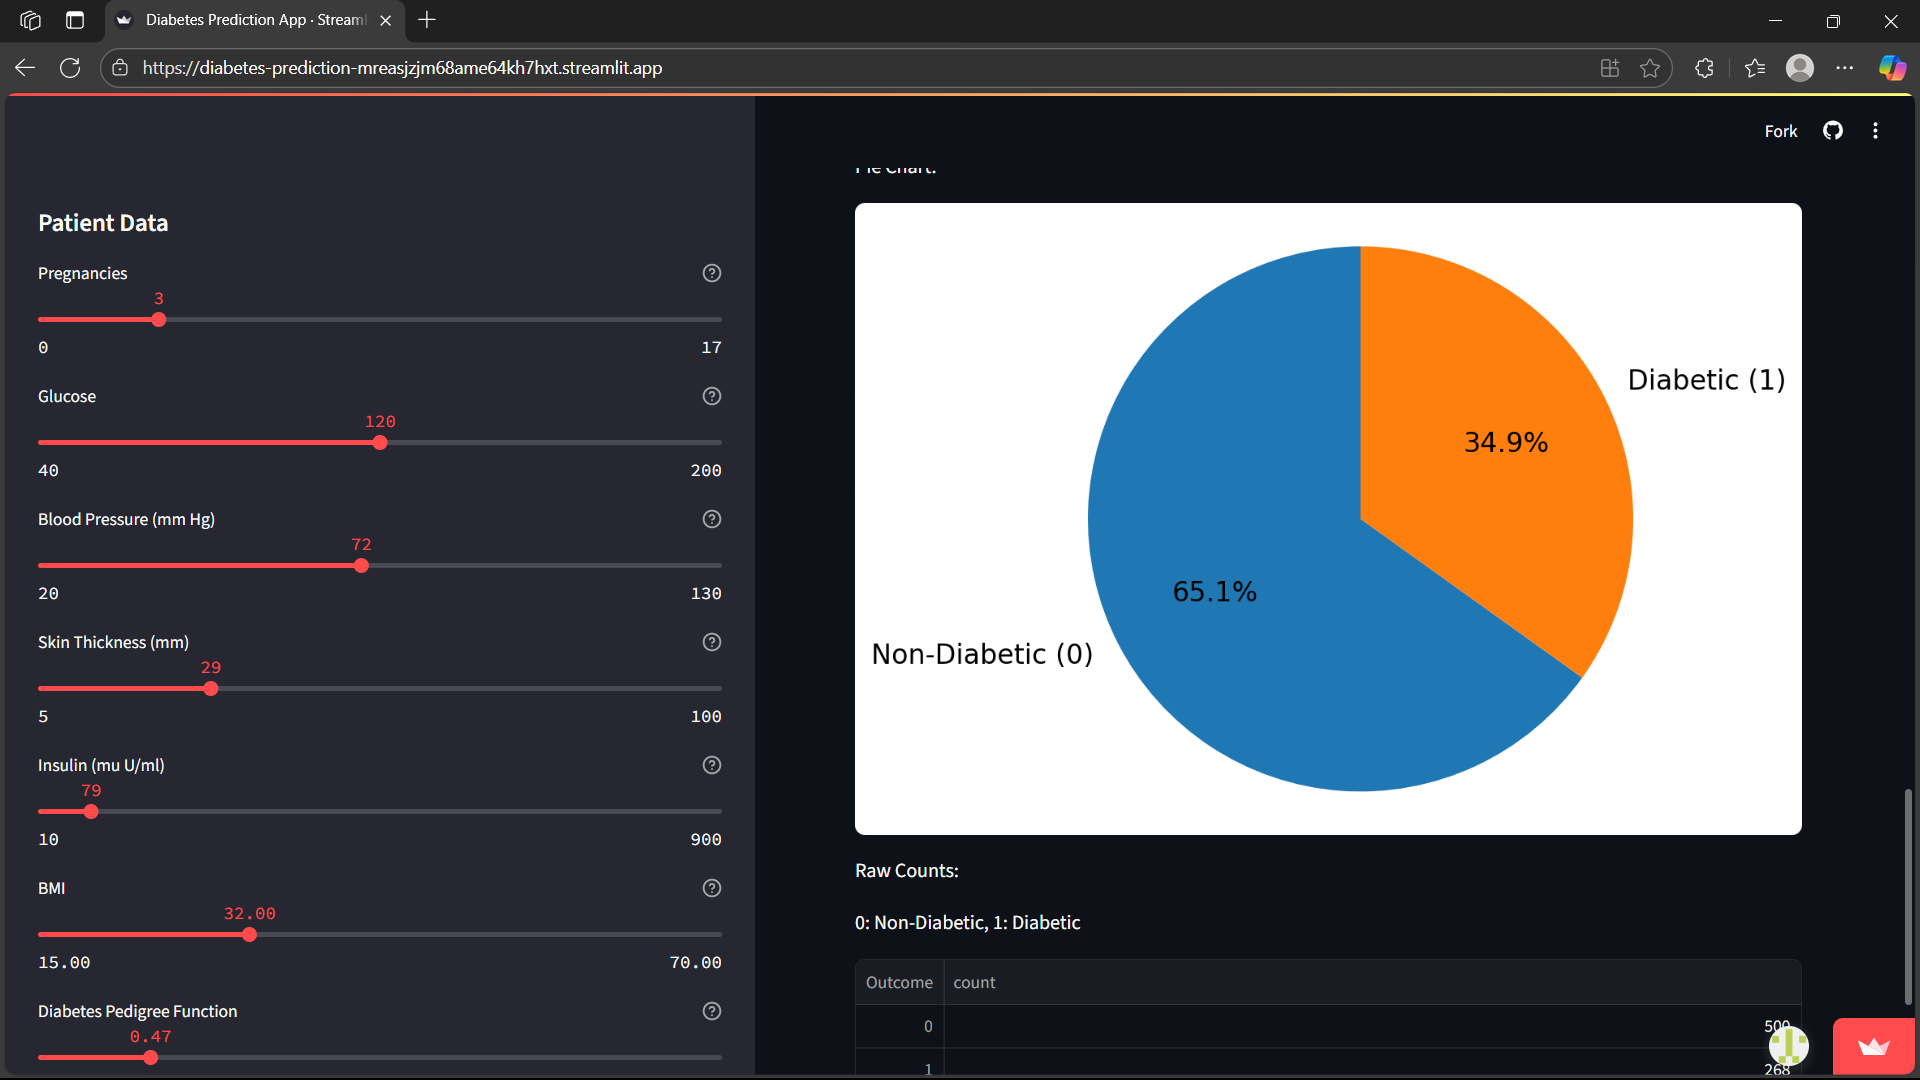 Diabetes Prediction App · Streaml
https://diabetes-prediction-mreasjzjm68ame64kh7hxt.streamlit.app
Fork
Patient Data
Pregnancies
3
0 17
Glucose
120
40 200
Blood Pressure (mm Hg)
72
20 130
Skin Thickness (mm)
29
5 100
Insulin (mu U/ml)
79
10 900
BMI
32.00
15.00 70.00
Diabetes Pedigree Function
0.47
Pie Chart:
Diabetic (1)
34.9%
65.1%
Non-Diabetic (0)
Raw Counts:
0: Non-Diabetic, 1: Diabetic
Outcome count
0 500
1 268